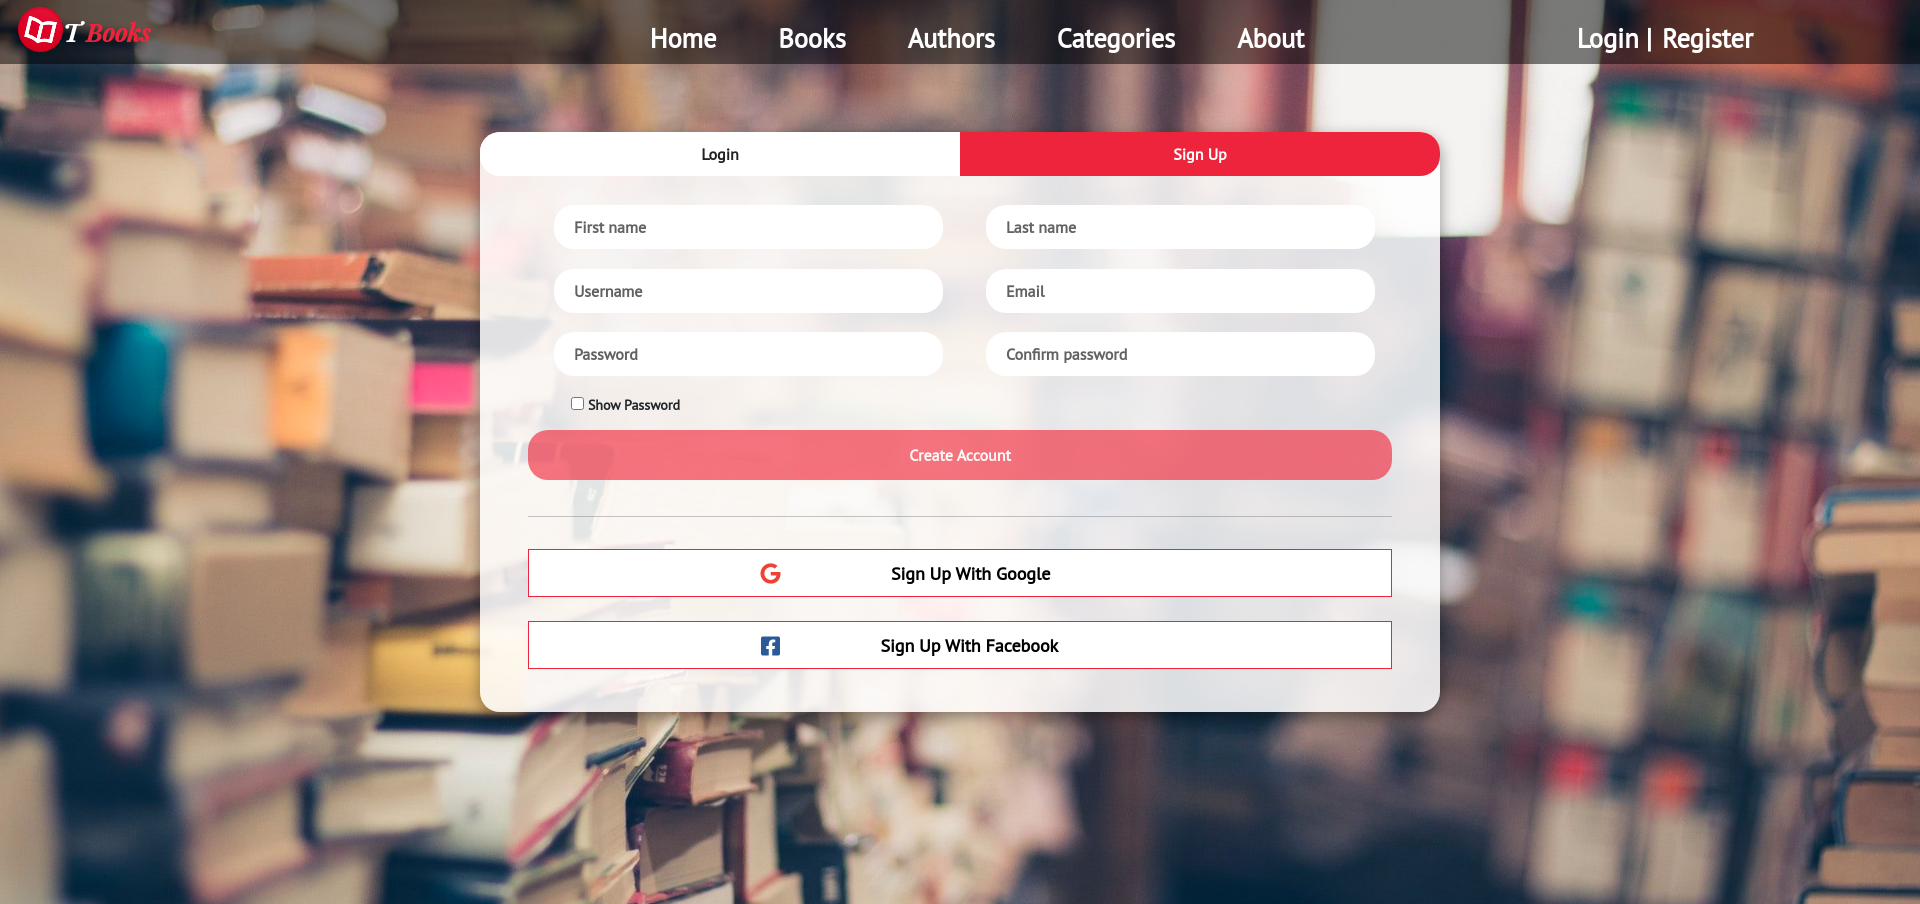 T' Books
Home Books Authors Categories About
Login | Register
Login
Sign Up
First name
Last name
Username
Email
Password
Confirm password
Show Password
Create Account
Sign Up With Google
Sign Up With Facebook